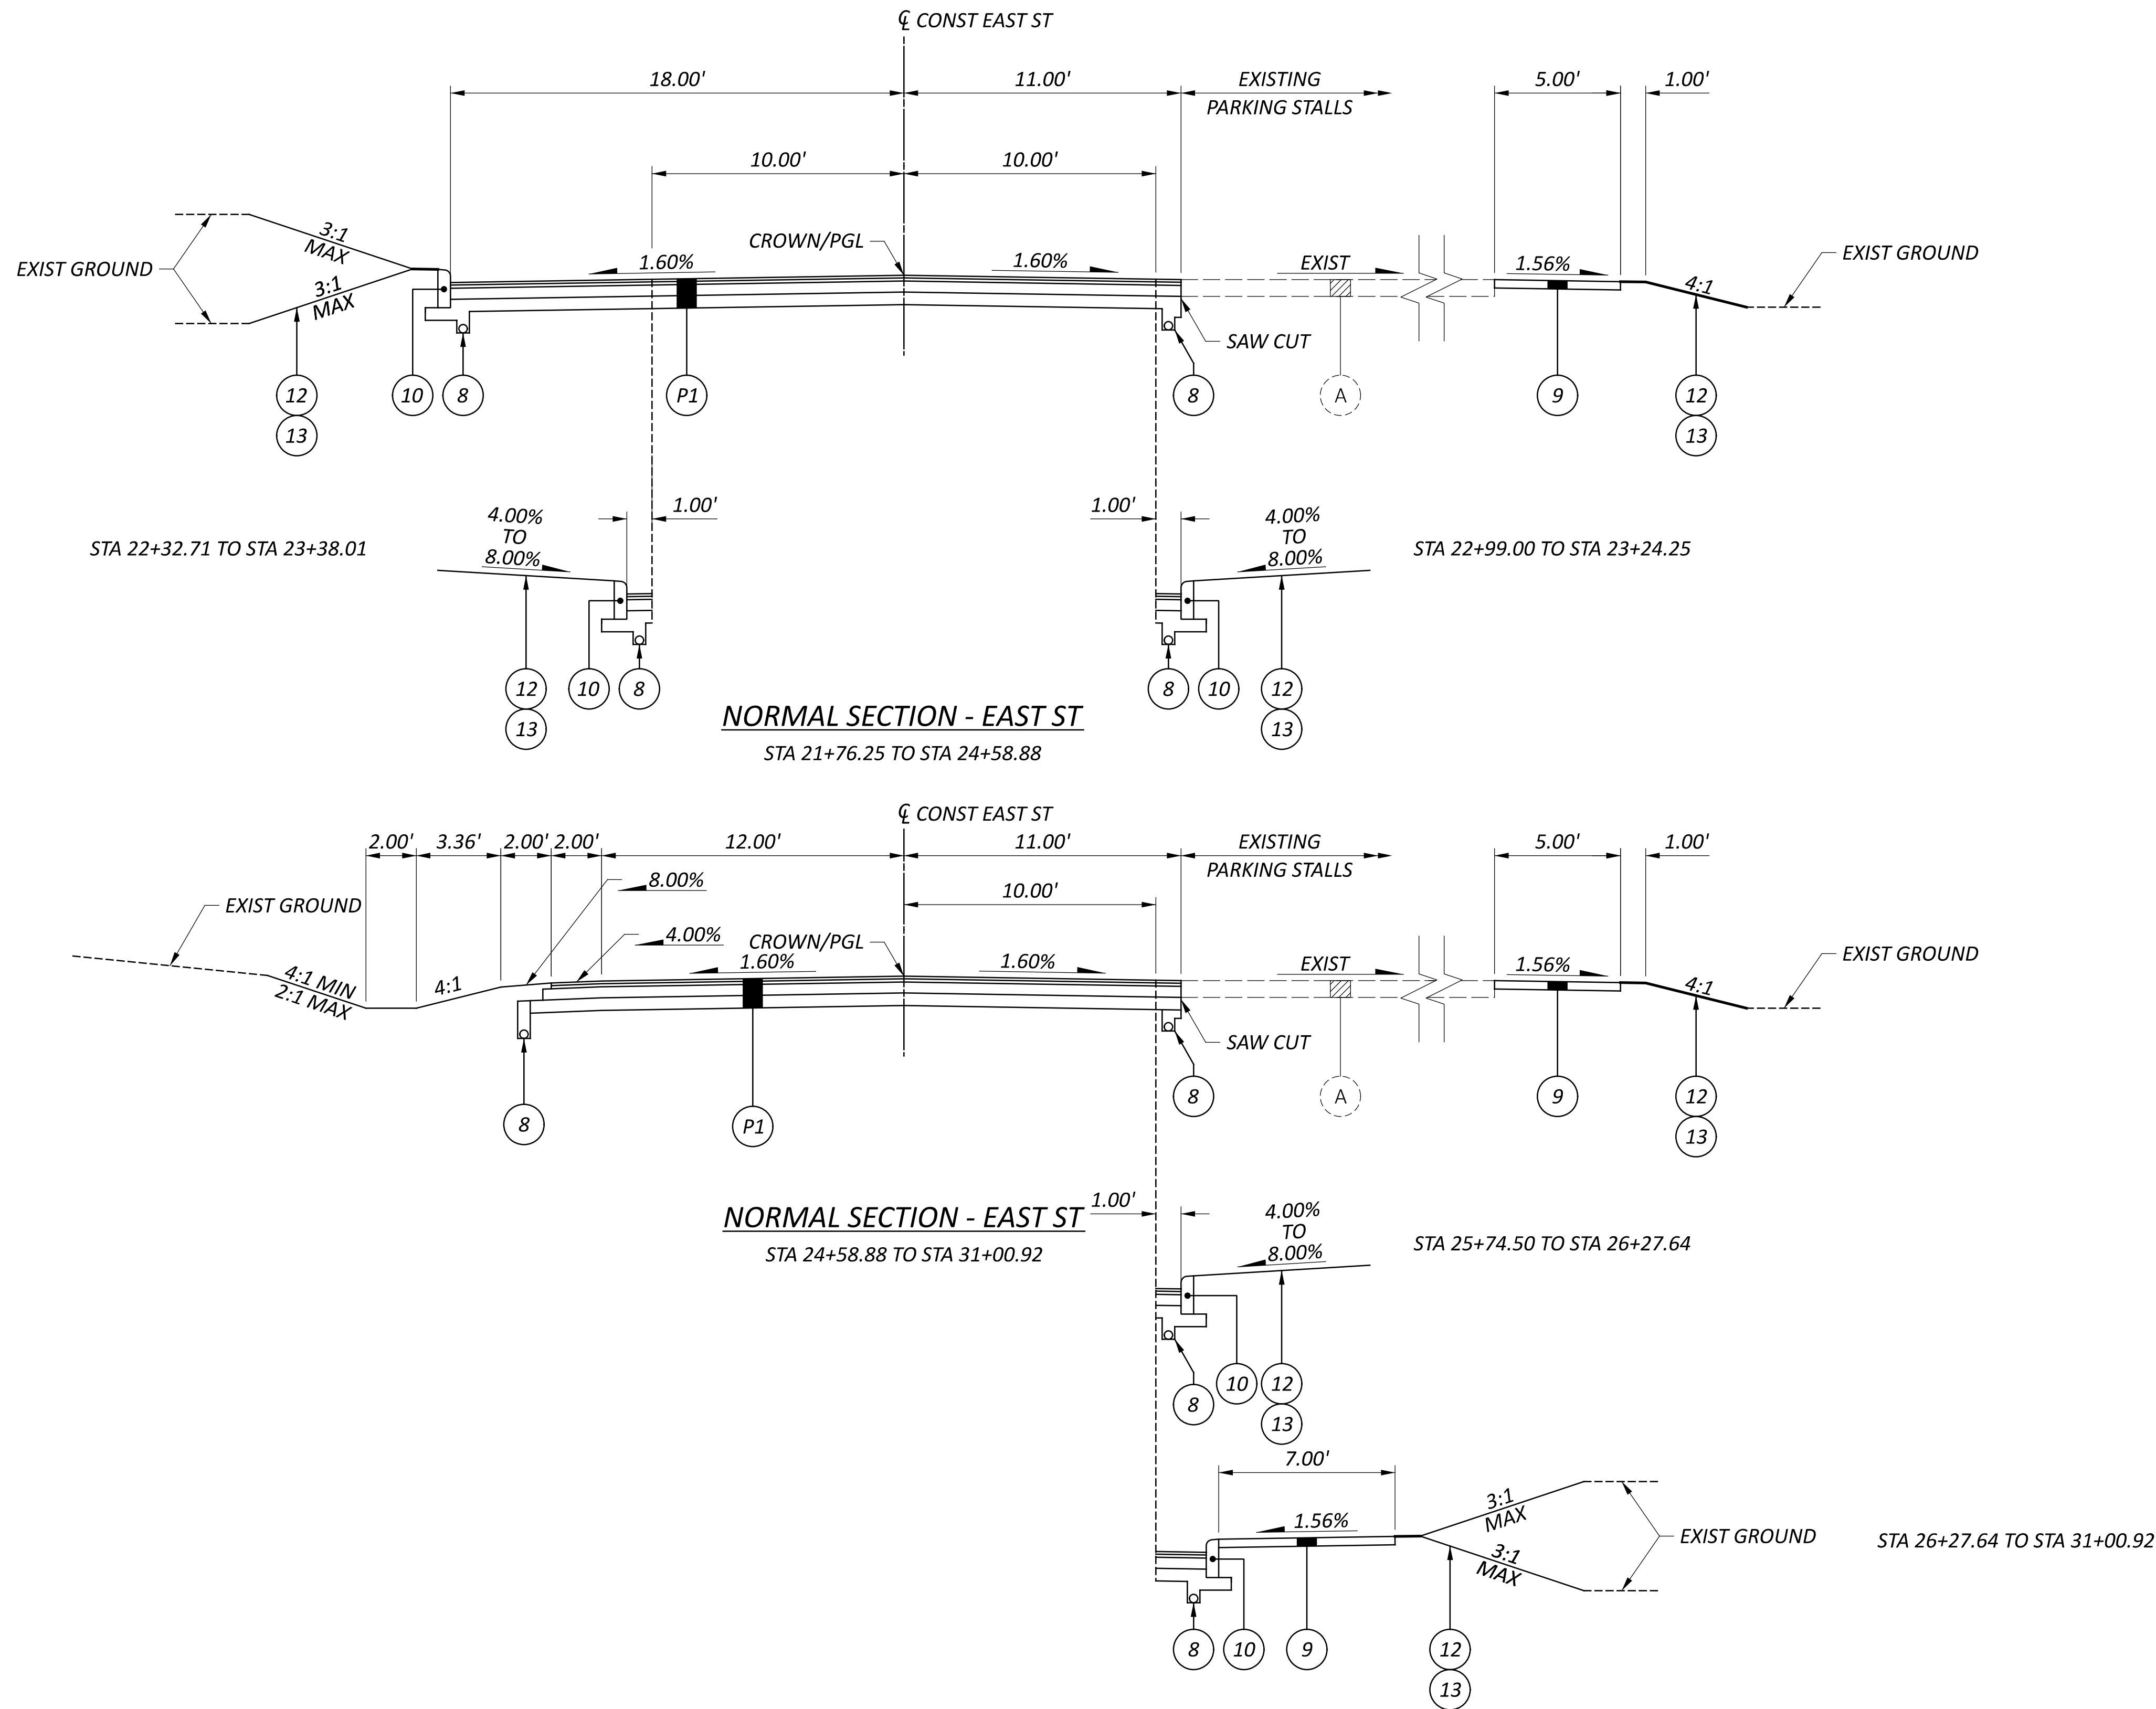 ℄ CONST EAST ST
18.00'
11.00'
EXISTING
PARKING STALLS
5.00'
1.00'
10.00'
10.00'
3:1
MAX
CROWN/PGL
EXIST GROUND
EXIST GROUND
1.60%
1.60%
EXIST
1.56%
3:1
MAX
4:1
SAW CUT
12
13
10
8
P1
8
A
9
12
13
1.00'
1.00'
4.00%
TO
8.00%
4.00%
TO
8.00%
STA 22+32.71 TO STA 23+38.01
STA 22+99.00 TO STA 23+24.25
12
13
10
8
8
10
12
13
NORMAL SECTION - EAST ST
STA 21+76.25 TO STA 24+58.88
℄ CONST EAST ST
2.00'
3.36'
2.00'
2.00'
12.00'
11.00'
EXISTING
PARKING STALLS
5.00'
1.00'
8.00%
10.00'
EXIST GROUND
4.00%
CROWN/PGL
1.60%
1.60%
EXIST
1.56%
EXIST GROUND
4:1 MIN
2:1 MAX
4:1
4:1
SAW CUT
8
P1
8
A
9
12
13
1.00'
NORMAL SECTION - EAST ST
STA 24+58.88 TO STA 31+00.92
4.00%
TO
8.00%
STA 25+74.50 TO STA 26+27.64
8
10
12
13
7.00'
1.56%
3:1
MAX
3:1
MAX
EXIST GROUND
STA 26+27.64 TO STA 31+00.92
8
10
9
12
13